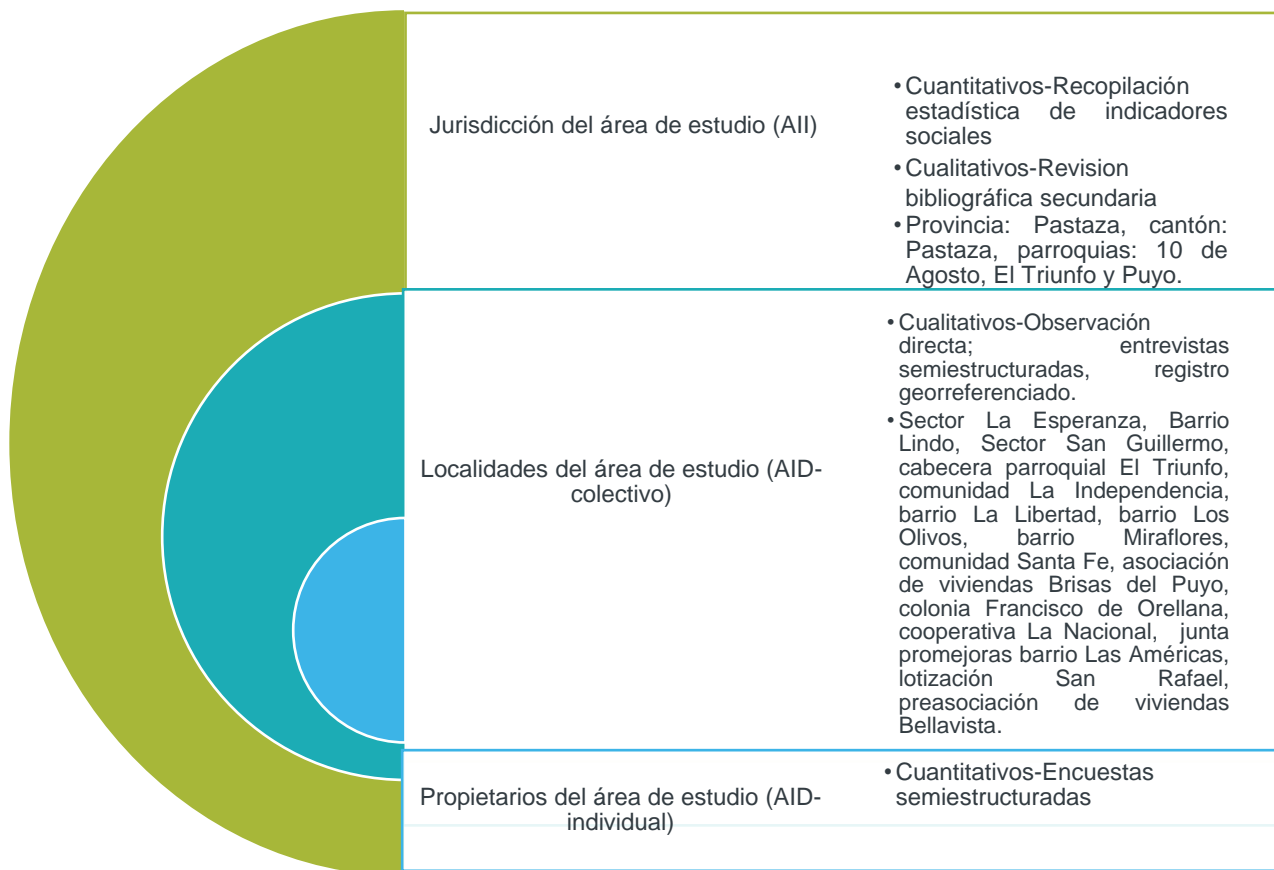 Jurisdicción del área de estudio (AII)
•Cuantitativos-Recopilación
estadística de indicadores
sociales
•Cualitativos-Revision
bibliográfica secundaria
•Provincia: Pastaza, cantón:
Pastaza, parroquias: 10 de
Agosto, El Triunfo y Puyo.
Localidades del área de estudio (AID-
colectivo)
•Cualitativos-Observación
directa; entrevistas
semiestructuradas, registro
georreferenciado.
•Sector La Esperanza, Barrio
Lindo, Sector San Guillermo,
cabecera parroquial El Triunfo,
comunidad La Independencia,
barrio La Libertad, barrio Los
Olivos, barrio Miraflores,
comunidad Santa Fe, asociación
de viviendas Brisas del Puyo,
colonia Francisco de Orellana,
cooperativa La Nacional, junta
promejoras barrio Las Américas,
lotización San Rafael,
preasociación de viviendas
Bellavista.
Propietarios del área de estudio (AID-
individual)
•Cuantitativos-Encuestas
semiestructuradas